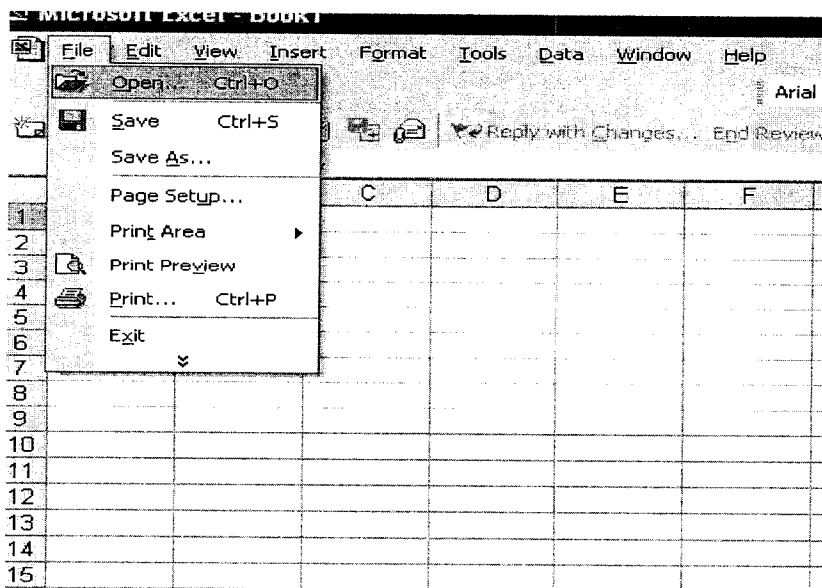 Microsoft Excel - Book1
File Edit View Insert Format Tools Data Window Help
Open... Ctrl+O
Arial
Save Ctrl+S
Reply with Changes... End Review
Save As...
Page Setup...
C D E F
Print Area
Print Preview
Print... Ctrl+P
Exit
1
2
3
4
5
6
7
8
9
10
11
12
13
14
15